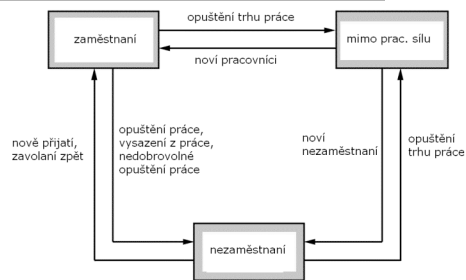 opuštění trhu práce
zaměstnaní
mimo prac. sílu
noví pracovníci
nově přijatí,
zavolaní zpět
opuštění práce,
vysazení z práce,
nedobrovolné
opuštění práce
noví
nezaměstnaní
opuštění
trhu práce
nezaměstnaní